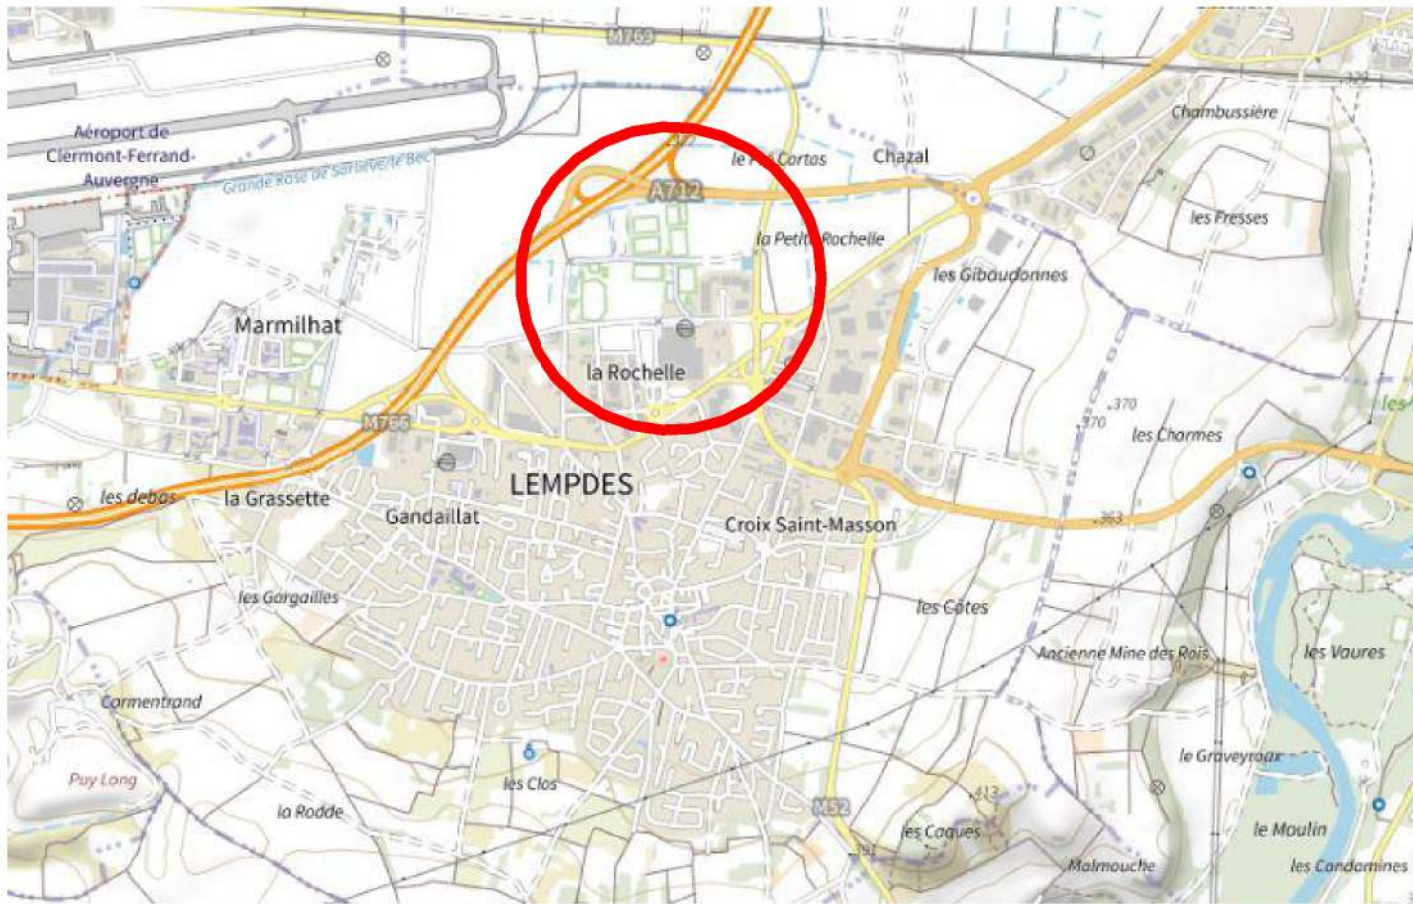 M769
Chambussière
Aéroport de
Clermont-Ferrand-
Auvergne
Grande Rase de Sarliève/le Bec
le Pré Cortas
Chazal
A712
les Fresses
la Petite Rochelle
les Gibaudonnes
Marmilhat
la Rochelle
M766
370
370
les Charmes
LEMPDES
les debas
la Grassette
Gandaillat
Croix Saint-Masson
363
les Gargailles
les Côtes
Ancienne Mine des Rois
les Vaures
Carmentrand
Puy Long
les Clos
le Graveyroux
la Rodde
M52
413
les Caques
le Moulin
391
Malmouche
les Condamines